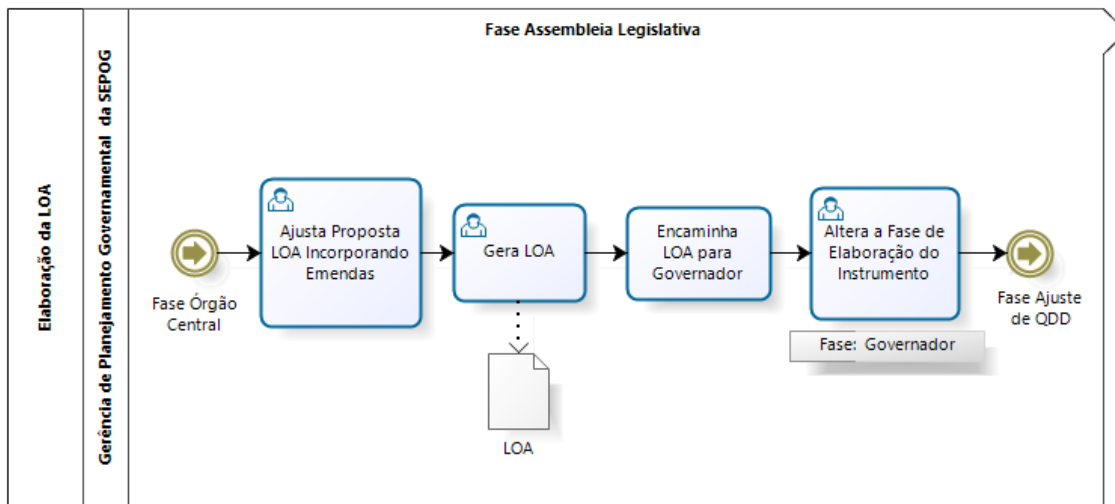 Fase Assembleia Legislativa
Elaboração da LOA
Gerência de Planejamento Governamental da SEPOG
Fase Órgão
Central
Ajusta Proposta
LOA Incorporando
Emendas
Gera LOA
LOA
Encaminha
LOA para
Governador
Altera a Fase de
Elaboração do
Instrumento
Fase: Governador
Fase Ajuste
de QDD